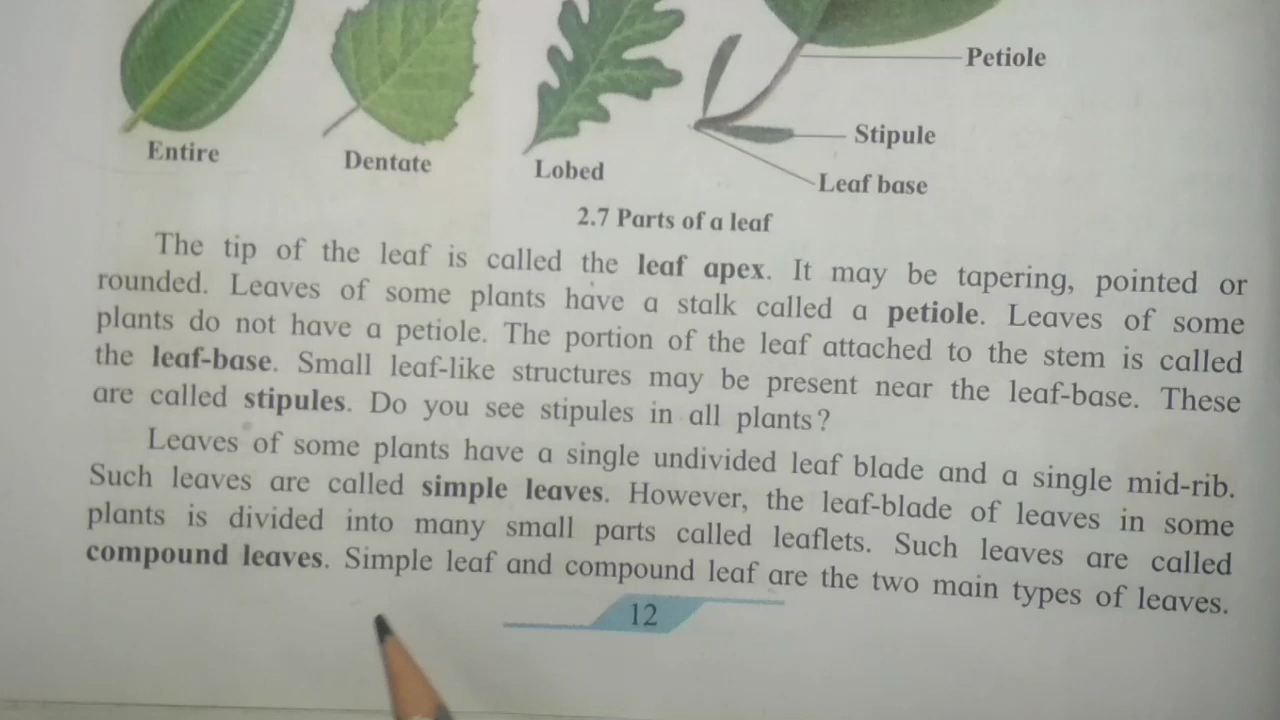 Petiole
Stipule
Entire
Dentate
Lobed
Leaf base
2.7 Parts of a leaf
The tip of the leaf is called the leaf apex. It may be tapering, pointed or
rounded. Leaves of some plants have a stalk called a petiole. Leaves of some
plants do not have a petiole. The portion of the leaf attached to the stem is called
the leaf-base. Small leaf-like structures may be present near the leaf-base. These
are called stipules. Do you see stipules in all plants?
Leaves of some plants have a single undivided leaf blade and a single mid-rib.
Such leaves are called simple leaves. However, the leaf-blade of leaves in some
plants is divided into many small parts called leaflets. Such leaves are called
compound leaves. Simple leaf and compound leaf are the two main types of leaves.
12